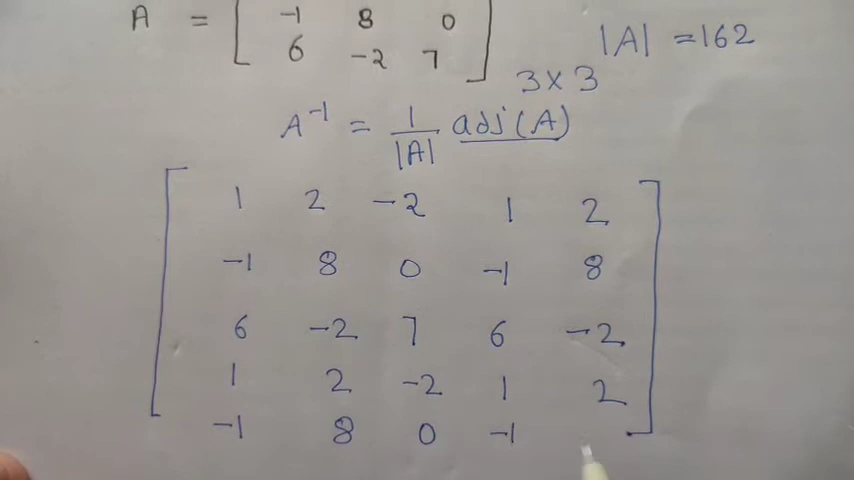 A = -1 8 0
6 -2 7
|A| = 162
3 × 3
A⁻¹ = 1/|A| adj(A)
1 2 -2 1 2
-1 8 0 -1 8
6 -2 7 6 -2
1 2 -2 1 2
-1 8 0 -1